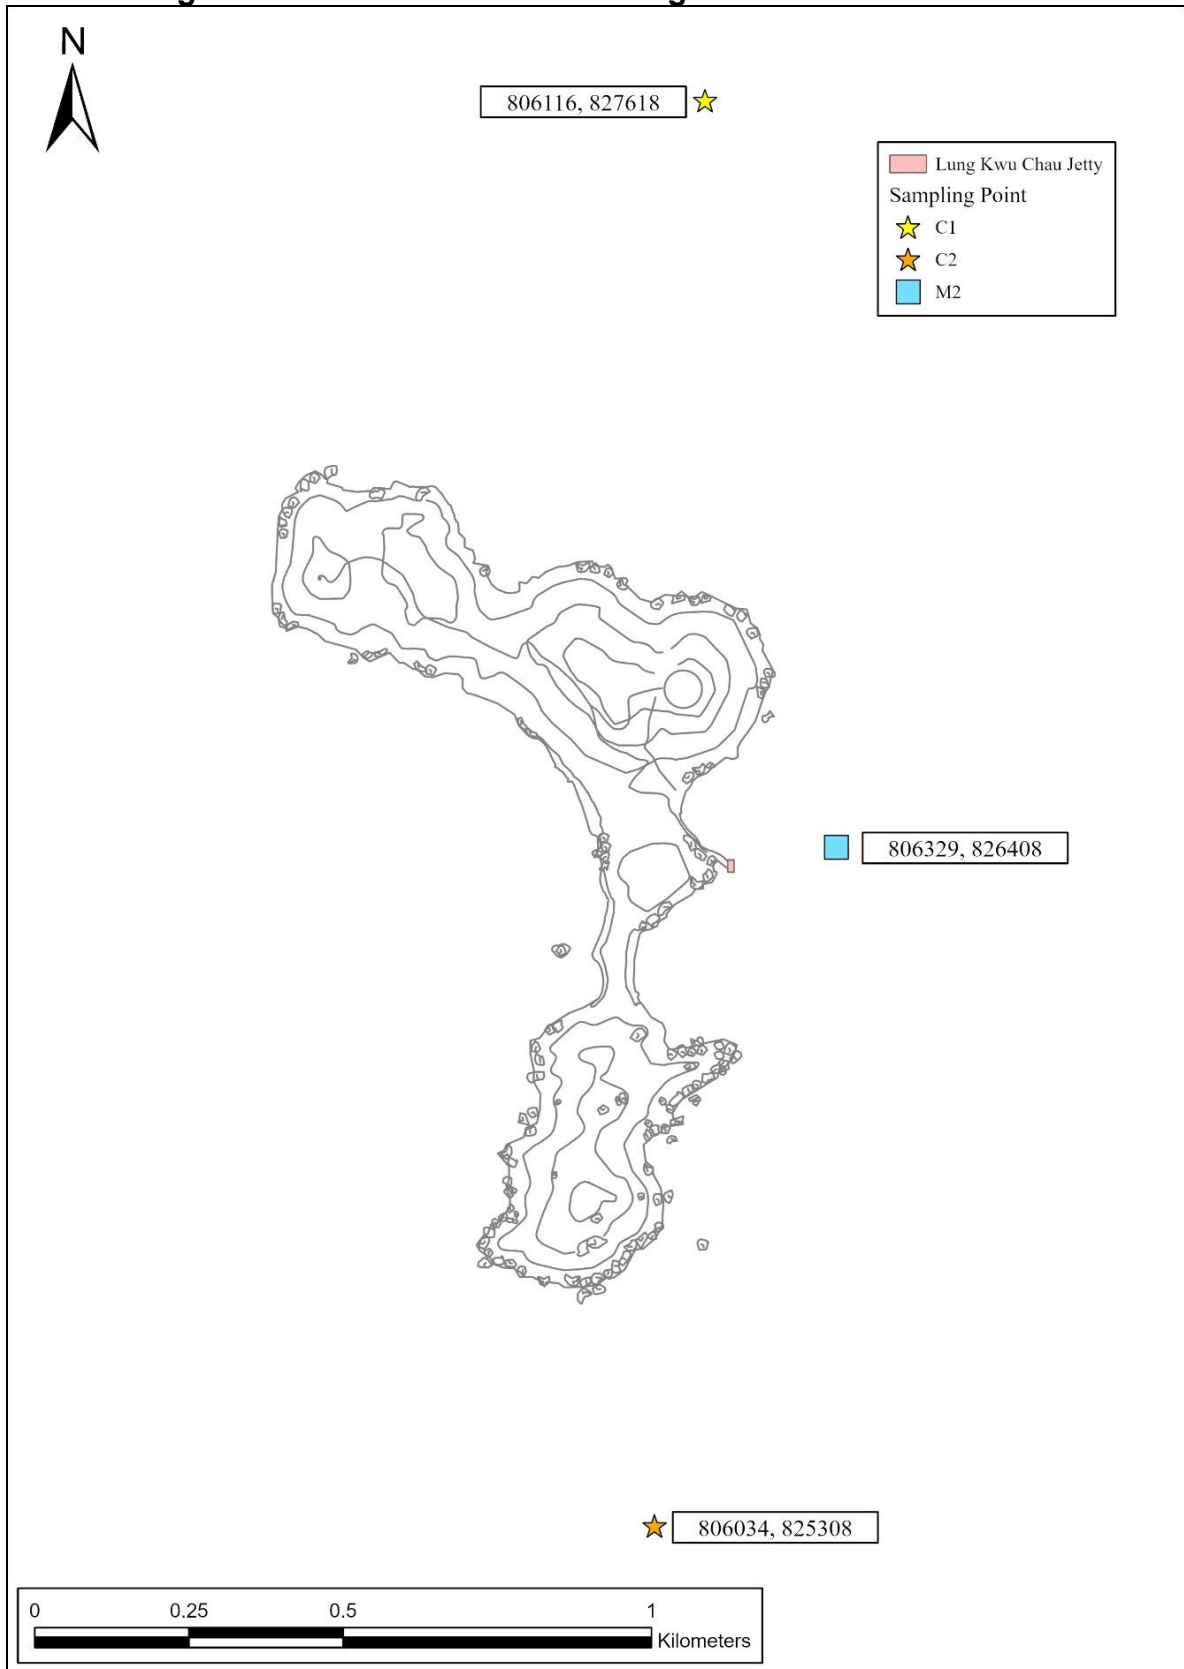 N
806116, 827618
Lung Kwu Chau Jetty
Sampling Point
C1
C2
M2
806329, 826408
806034, 825308
0 0.25 0.5 1
Kilometers